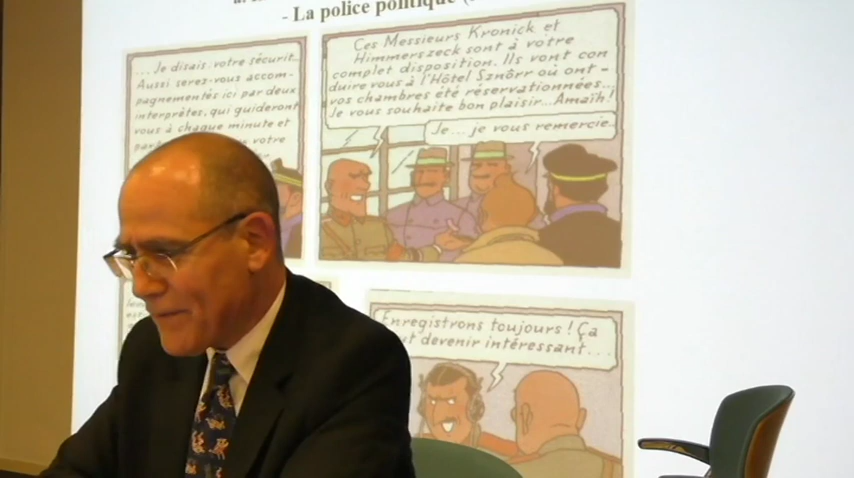 - La police politique
... Je disais votre sécurit
Aussi serez-vous accom-
pagnementés ici par deux
interprètes, qui guideront
vous à chaque minute et
votre
Ces Messieurs Kronick et
Himmerszeck sont à votre
complet disposition. Ils vont con
duire vous à l'Hôtel Sznôrr où ont-
vos chambres été réservationnées...
Je vous souhaite bon plaisir... Amaïh!
Je... je vous remercie
Enregistrons toujours! Ça
t devenir intéressant...